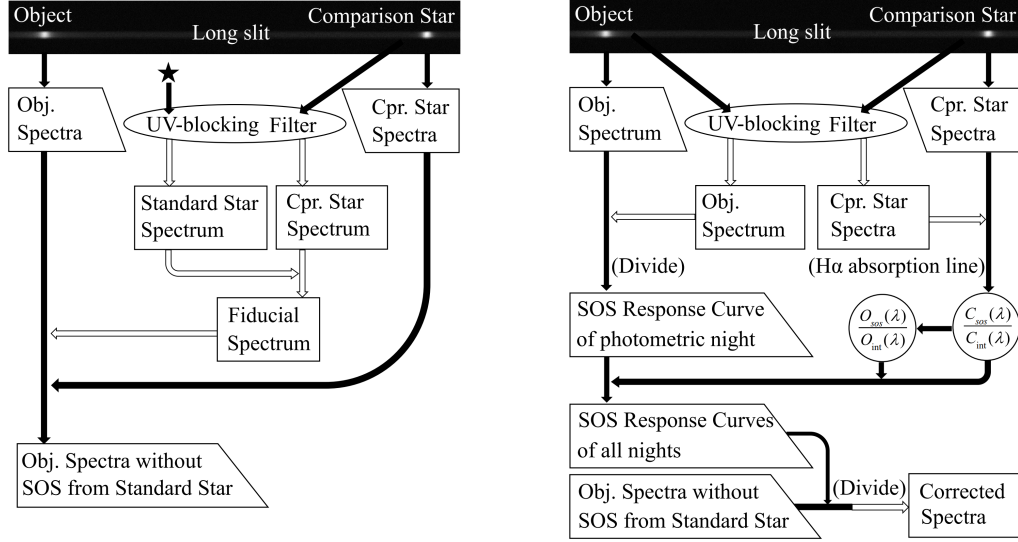 Object
Comparison Star
Long slit
Obj.
Spectra
UV-blocking Filter
Cpr. Star
Spectra
Standard Star
Spectrum
Cpr. Star
Spectrum
Fiducial
Spectrum
Obj. Spectra without
SOS from Standard Star
Object
Comparison Star
Long slit
Obj.
Spectrum
UV-blocking Filter
Cpr. Star
Spectra
Obj.
Spectrum
Cpr. Star
Spectra
(Divide)
(Hα absorption line)
SOS Response Curve
of photometric night
O_sos(λ)
O_int(λ)
C_sos(λ)
C_int(λ)
SOS Response Curves
of all nights
Obj. Spectra without
SOS from Standard Star
(Divide)
Corrected
Spectra